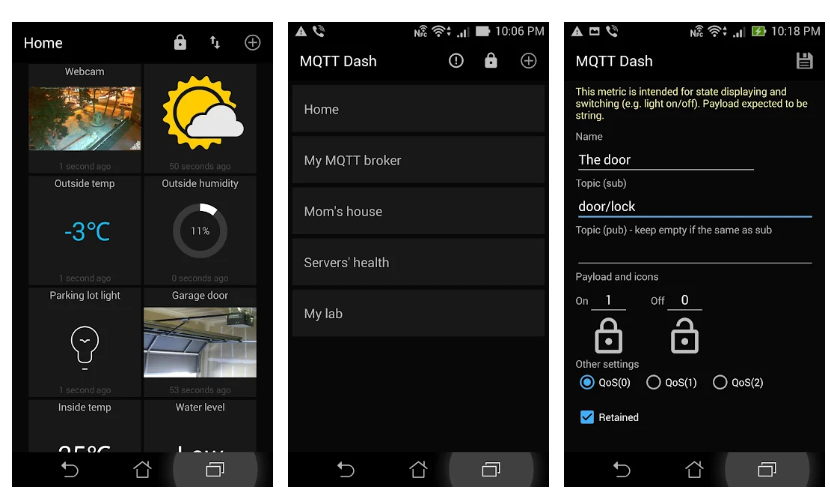 Home
Webcam
1 second ago
50 seconds ago
Outside temp
Outside humidity
-3°C
11%
1 second ago
0 seconds ago
Parking lot light
Garage door
1 second ago
53 seconds ago
Inside temp
Water level
10:06 PM
MQTT Dash
Home
My MQTT broker
Mom's house
Servers' health
My lab
10:18 PM
MQTT Dash
This metric is intended for state displaying and
switching (e.g. light on/off). Payload expected to be
string.
Name
The door
Topic (sub)
door/lock
Topic (pub) - keep empty if the same as sub
Payload and icons
On 1 Off 0
Other settings
QoS(0) QoS(1) QoS(2)
Retained